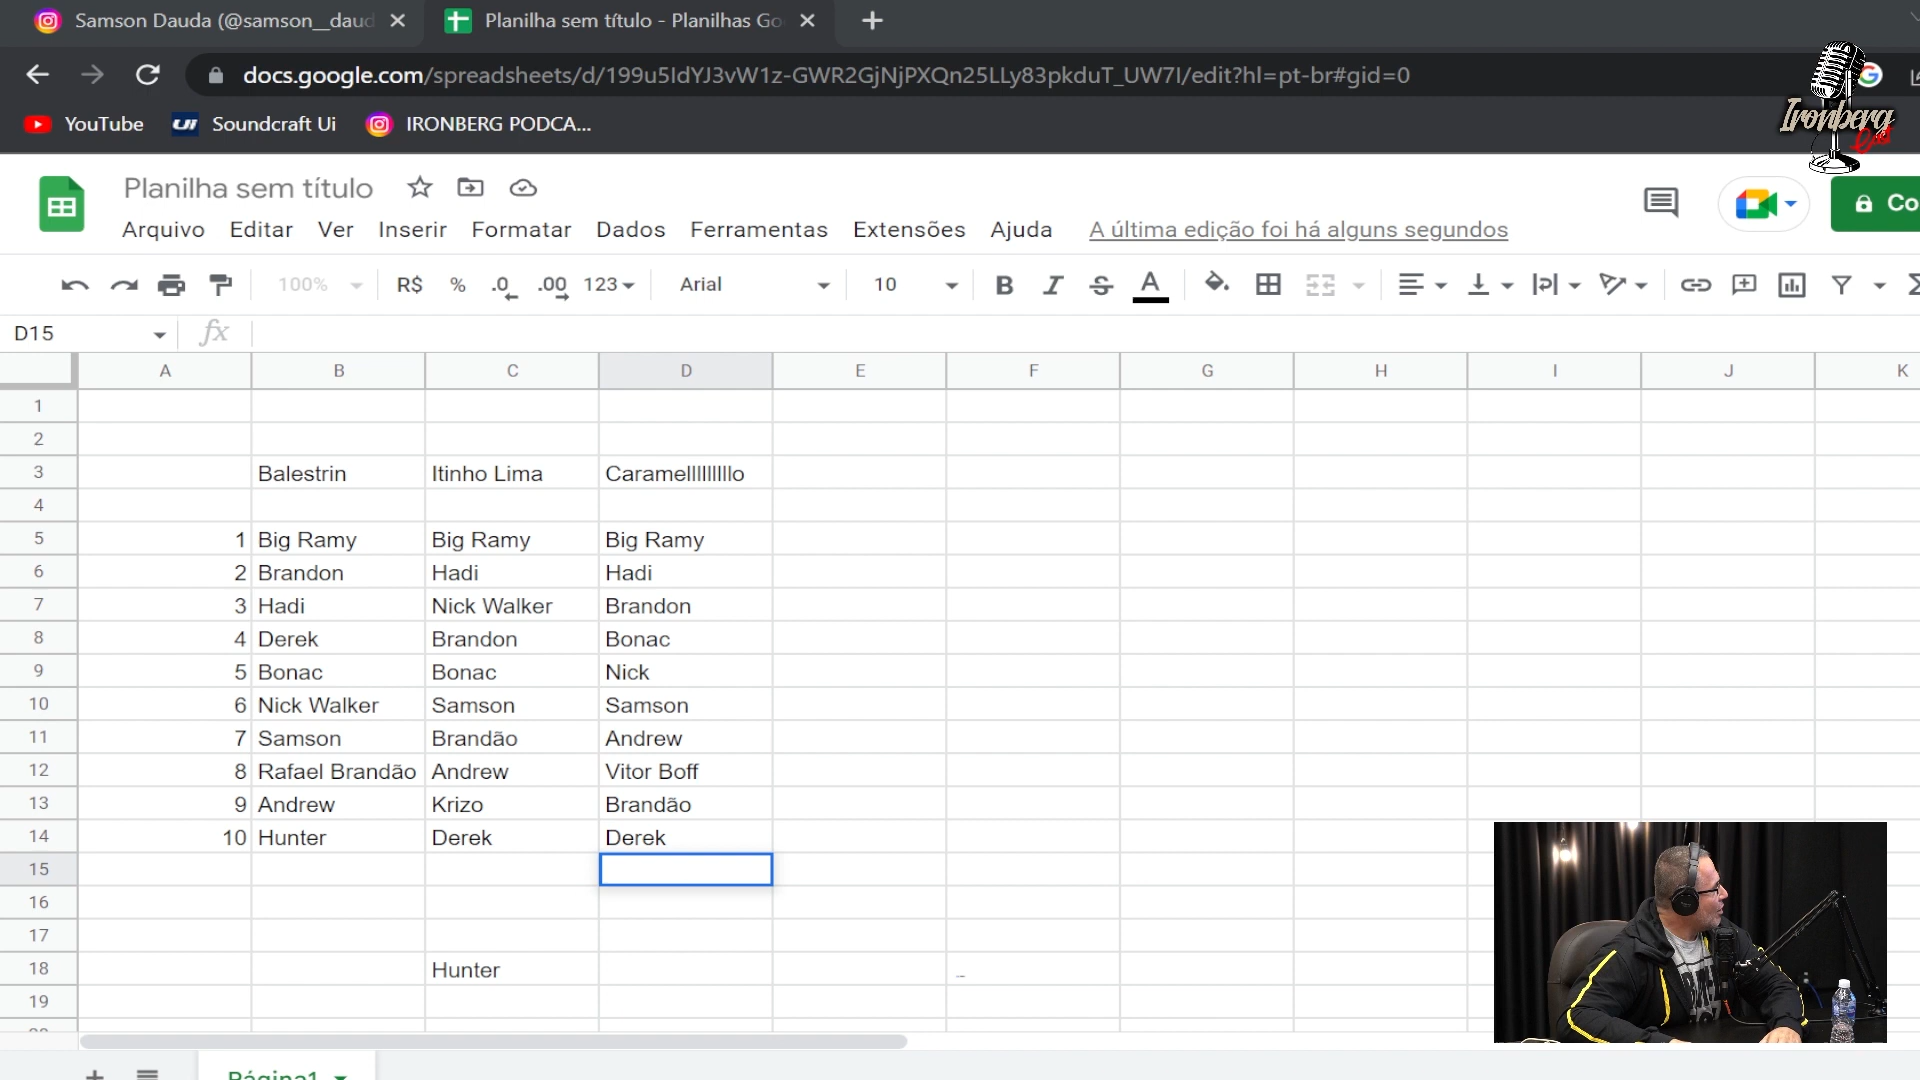 Samson Dauda (@samson__daud
Planilha sem título - Planilhas Go
docs.google.com/spreadsheets/d/199u5IdYJ3vW1z-GWR2GjNjPXQn25LLy83pkduT_UW7I/edit?hl=pt-br#gid=0
YouTube
Soundcraft Ui
IRONBERG PODCA...
Ironberg
Cast
Planilha sem título
Arquivo Editar Ver Inserir Formatar Dados Ferramentas Extensões Ajuda A última edição foi há alguns segundos
Co
100% R$ % .0 .00 123 Arial 10 B I S A
D15 fx
A B C D E F G H I J K
1
2
3 Balestrin Itinho Lima Caramelllllllllo
4
5 1 Big Ramy Big Ramy Big Ramy
6 2 Brandon Hadi Hadi
7 3 Hadi Nick Walker Brandon
8 4 Derek Brandon Bonac
9 5 Bonac Bonac Nick
10 6 Nick Walker Samson Samson
11 7 Samson Brandão Andrew
12 8 Rafael Brandão Andrew Vitor Boff
13 9 Andrew Krizo Brandão
14 10 Hunter Derek Derek
15
16
17
18 Hunter
19
Página1